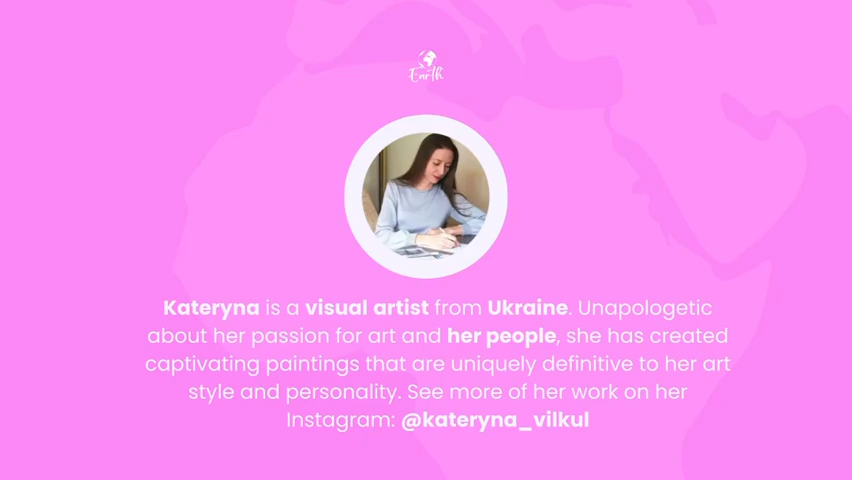 Earth
Kateryna is a visual artist from Ukraine. Unapologetic
about her passion for art and her people, she has created
captivating paintings that are uniquely definitive to her art
style and personality. See more of her work on her
Instagram: @kateryna_vilkul